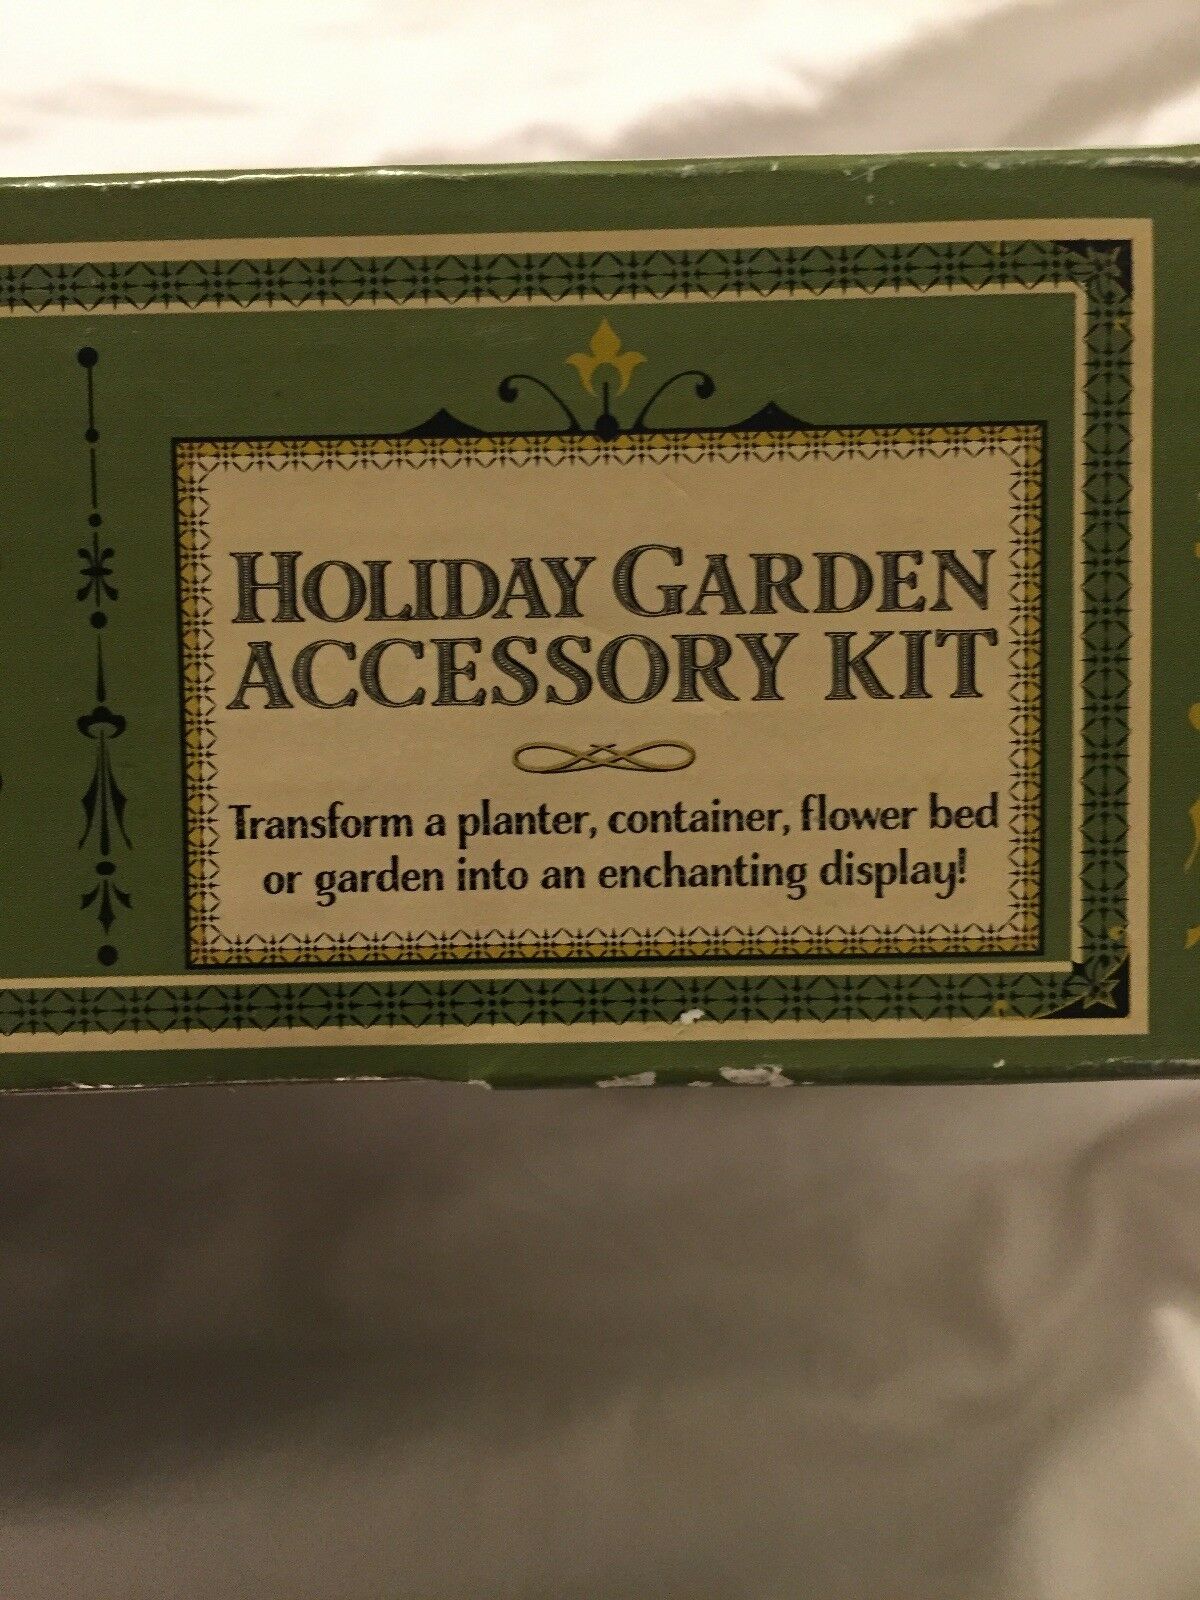 HOLIDAY GARDEN
ACCESSORY KIT
Transform a planter, container, flower bed
or garden into an enchanting display!